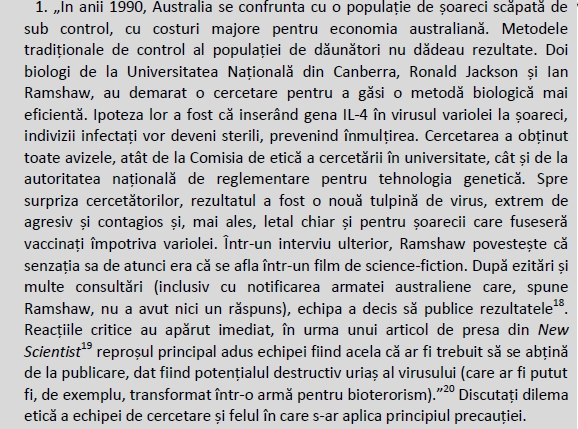 1. „În anii 1990, Australia se confrunta cu o populație de șoareci scăpată de
sub control, cu costuri majore pentru economia australiană. Metodele
tradiționale de control al populației de dăunători nu dădeau rezultate. Doi
biologi de la Universitatea Națională din Canberra, Ronald Jackson și Ian
Ramshaw, au demarat o cercetare pentru a găsi o metodă biologică mai
eficientă. Ipoteza lor a fost că inserând gena IL-4 în virusul variolei la șoareci,
indivizii infectați vor deveni sterili, prevenind înmulțirea. Cercetarea a obținut
toate avizele, atât de la Comisia de etică a cercetării în universitate, cât și de la
autoritatea națională de reglementare pentru tehnologia genetică. Spre
surpriza cercetătorilor, rezultatul a fost o nouă tulpină de virus, extrem de
agresiv și contagios și, mai ales, letal chiar și pentru șoarecii care fuseseră
vaccinați împotriva variolei. Într-un interviu ulterior, Ramshaw povestește că
senzația sa de atunci era că se afla într-un film de science-fiction. După ezitări și
multe consultări (inclusiv cu notificarea armatei australiene care, spune
Ramshaw, nu a avut nici un răspuns), echipa a decis să publice rezultatele¹⁸.
Reacțiile critice au apărut imediat, în urma unui articol de presa din New
Scientist¹⁹ reproșul principal adus echipei fiind acela că ar fi trebuit să se abțină
de la publicare, dat fiind potențialul destructiv uriaș al virusului (care ar fi putut
fi, de exemplu, transformat într-o armă pentru bioterorism).”²⁰ Discutați dilema
etică a echipei de cercetare și felul în care s-ar aplica principiul precauției.